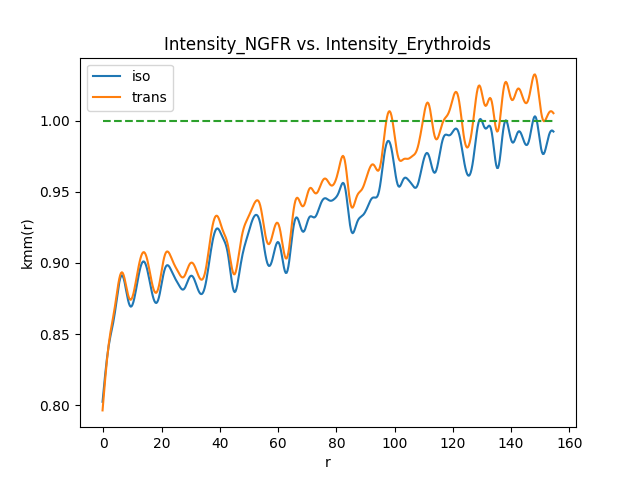 Intensity_NGFR vs. Intensity_Erythroids
iso
trans
kmm(r)
1.00
0.95
0.90
0.85
0.80
0 20 40 60 80 100 120 140 160
r